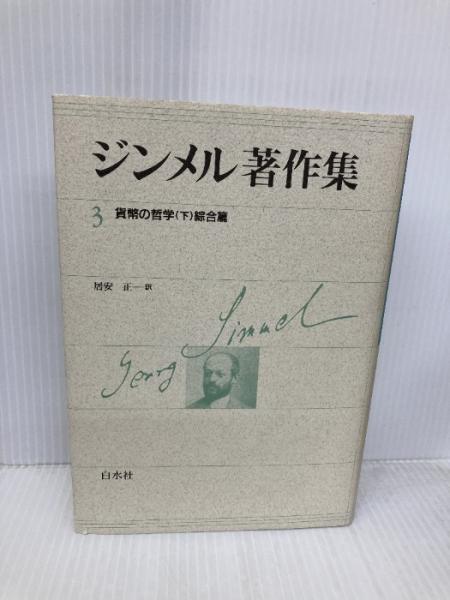 ジンメル著作集
3 貨幣の哲学(下)綜合篇
居安 正―訳
Georg Simmel
白水社